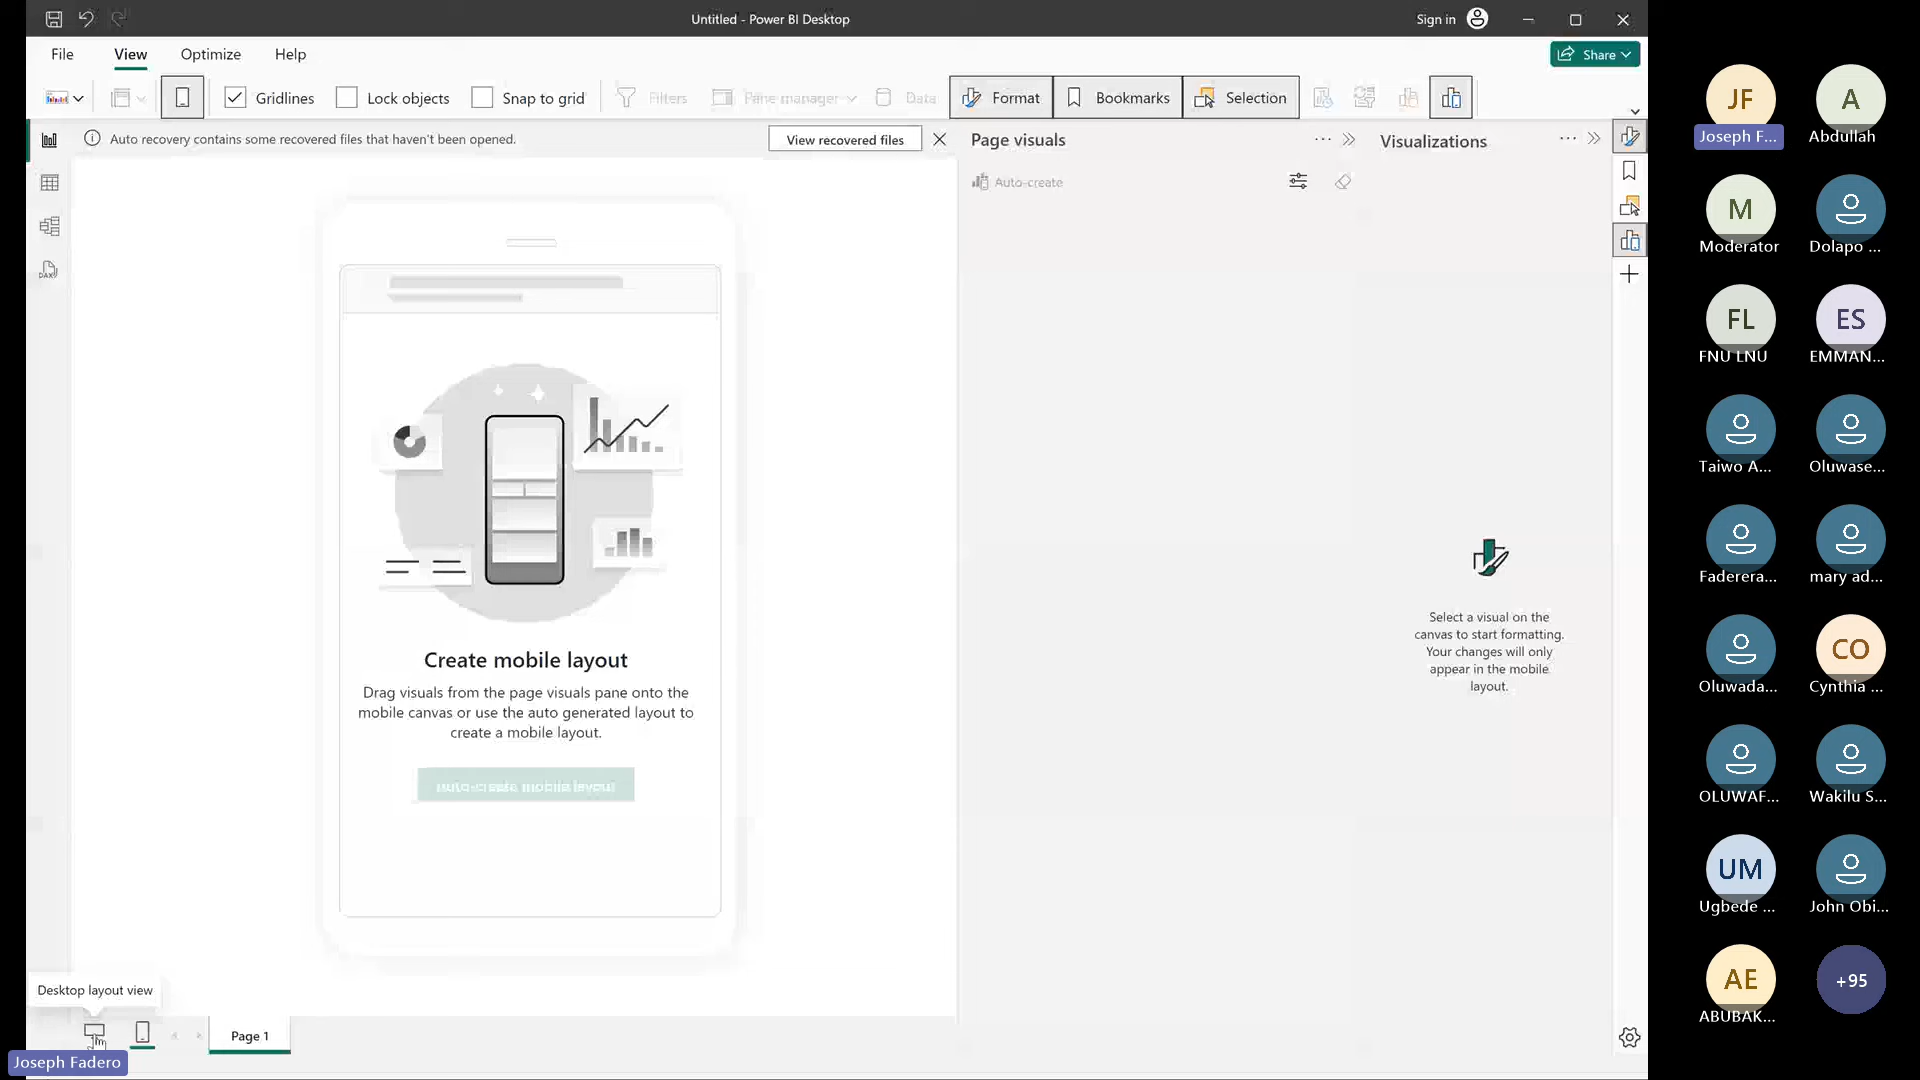 Untitled - Power BI Desktop
Sign in
File
View
Optimize
Help
Share
Gridlines
Lock objects
Snap to grid
Filters
Pane manager
Data
Format
Bookmarks
Selection
Auto recovery contains some recovered files that haven't been opened.
View recovered files
Page visuals
Visualizations
Auto-create
DAX
Create mobile layout
Drag visuals from the page visuals pane onto the
mobile canvas or use the auto generated layout to
create a mobile layout.
Auto-create mobile layout
Select a visual on the
canvas to start formatting.
Your changes will only
appear in the mobile
layout.
Desktop layout view
Page 1
Joseph Fadero
JF
Joseph F...
A
Abdullah
M
Moderator
Dolapo ...
FL
FNU LNU
ES
EMMAN...
Taiwo A...
Oluwase...
Faderera...
mary ad...
Oluwada...
CO
Cynthia ...
OLUWAF...
Wakilu S...
UM
Ugbede ...
John Obi...
AE
ABUBAK...
+95